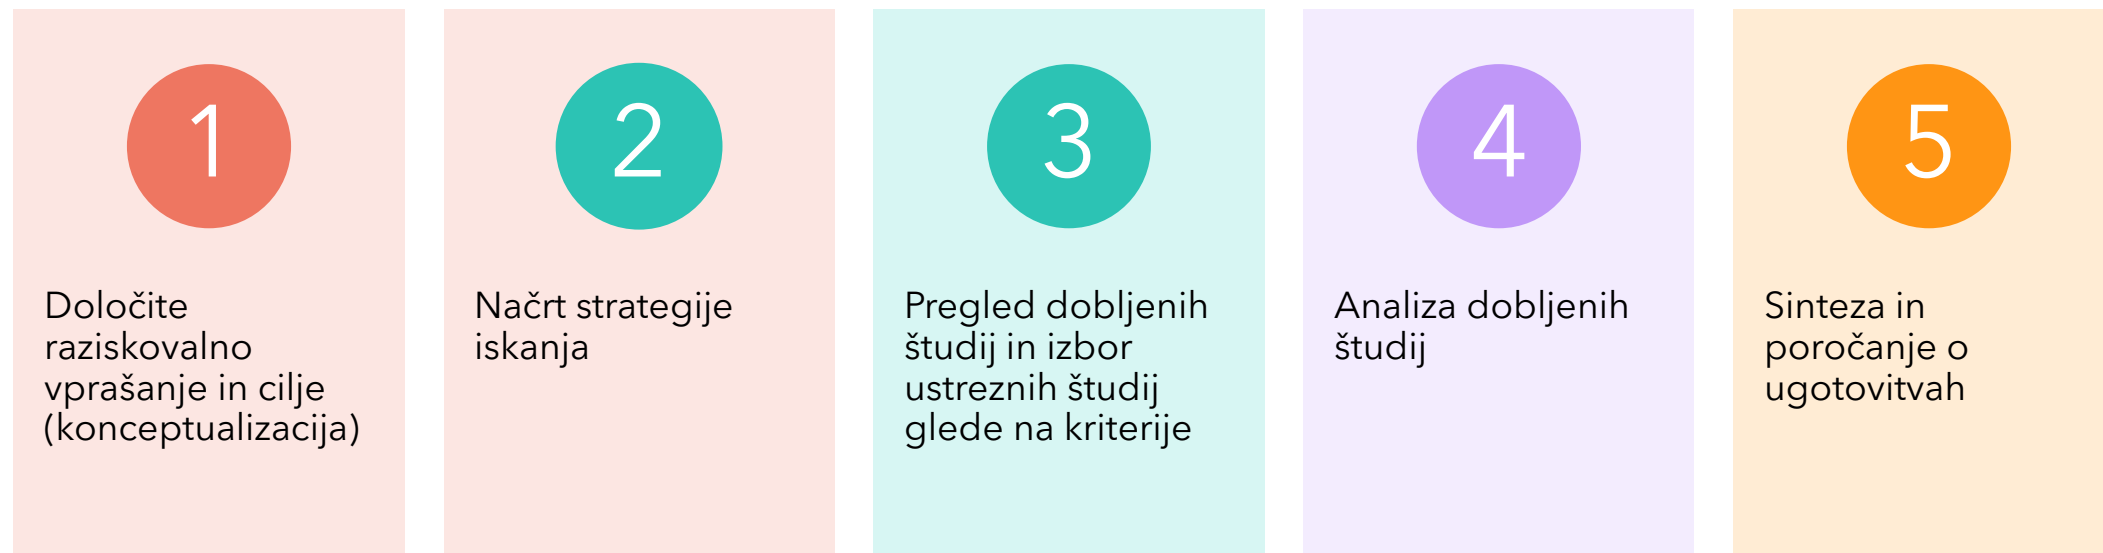 1
Določite
raziskovalno
vprašanje in cilje
(konceptualizacija)
2
Načrt strategije
iskanja
3
Pregled dobljenih
študij in izbor
ustreznih študij
glede na kriterije
4
Analiza dobljenih
študij
5
Sinteza in
poročanje o
ugotovitvah